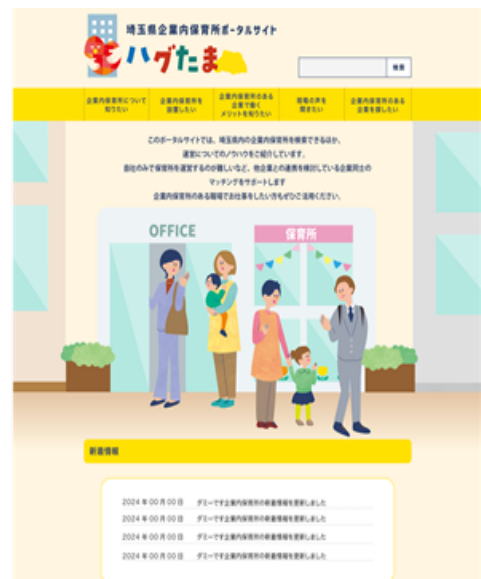 埼玉県企業内保育所ポータルサイト
ハグたま
検索
企業内保育所について
知りたい
企業内保育所を
設置したい
企業内保育所のある
企業で働く
メリットを知りたい
現場の声を
聞きたい
企業内保育所のある
企業を探したい
このポータルサイトでは、埼玉県内の企業内保育所を検索できるほか、
運営についてのノウハウをご紹介しています。
自社のみで保育所を運営するのが難しいなど、他企業との連携を検討している企業同士の
マッチングをサポートします
企業内保育所のある職場でお仕事をしたい方もぜひご活用ください。
OFFICE
保育所
新着情報
2024 年 00 月 00 日 ダミーです企業内保育所の新着情報を更新しました
2024 年 00 月 00 日 ダミーです企業内保育所の新着情報を更新しました
2024 年 00 月 00 日 ダミーです企業内保育所の新着情報を更新しました
2024 年 00 月 00 日 ダミーです企業内保育所の新着情報を更新しました